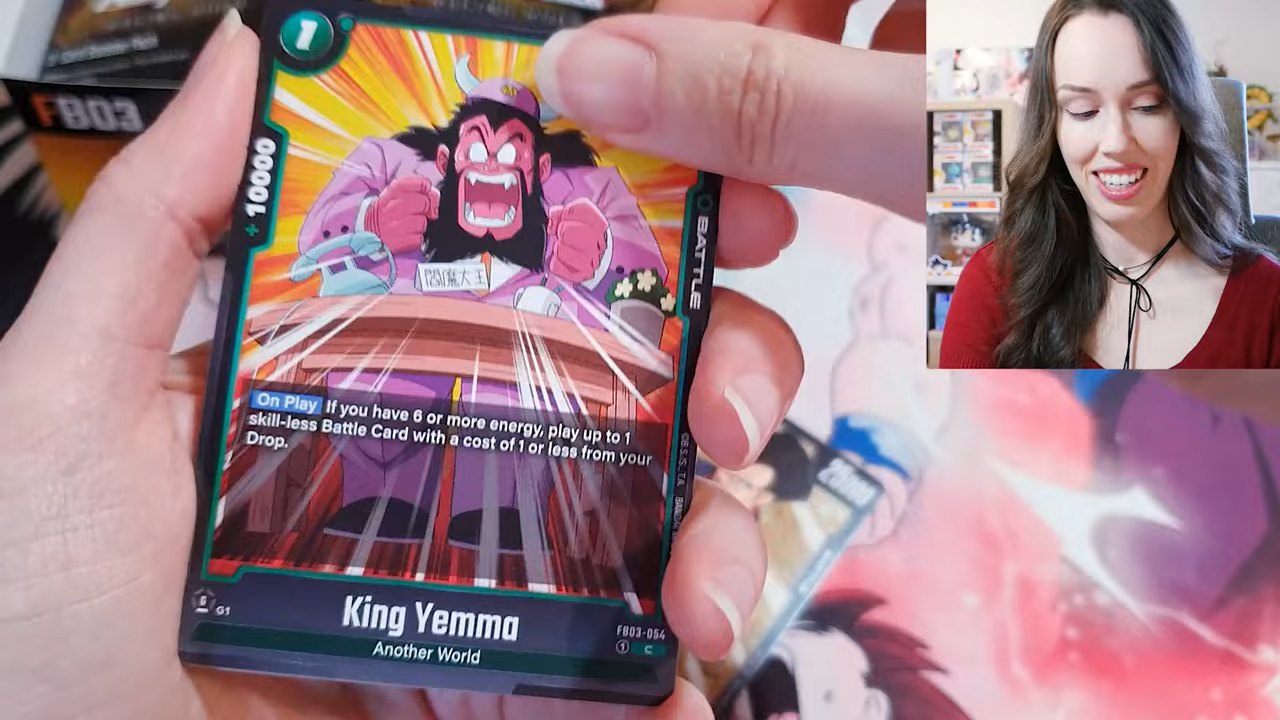 FB03
1
+ 10000
BATTLE
閻魔大王
On Play If you have 6 or more energy, play up to 1
skill-less Battle Card with a cost of 1 or less from your
Drop.
G1
King Yemma
FB03-054
1 C
Another World